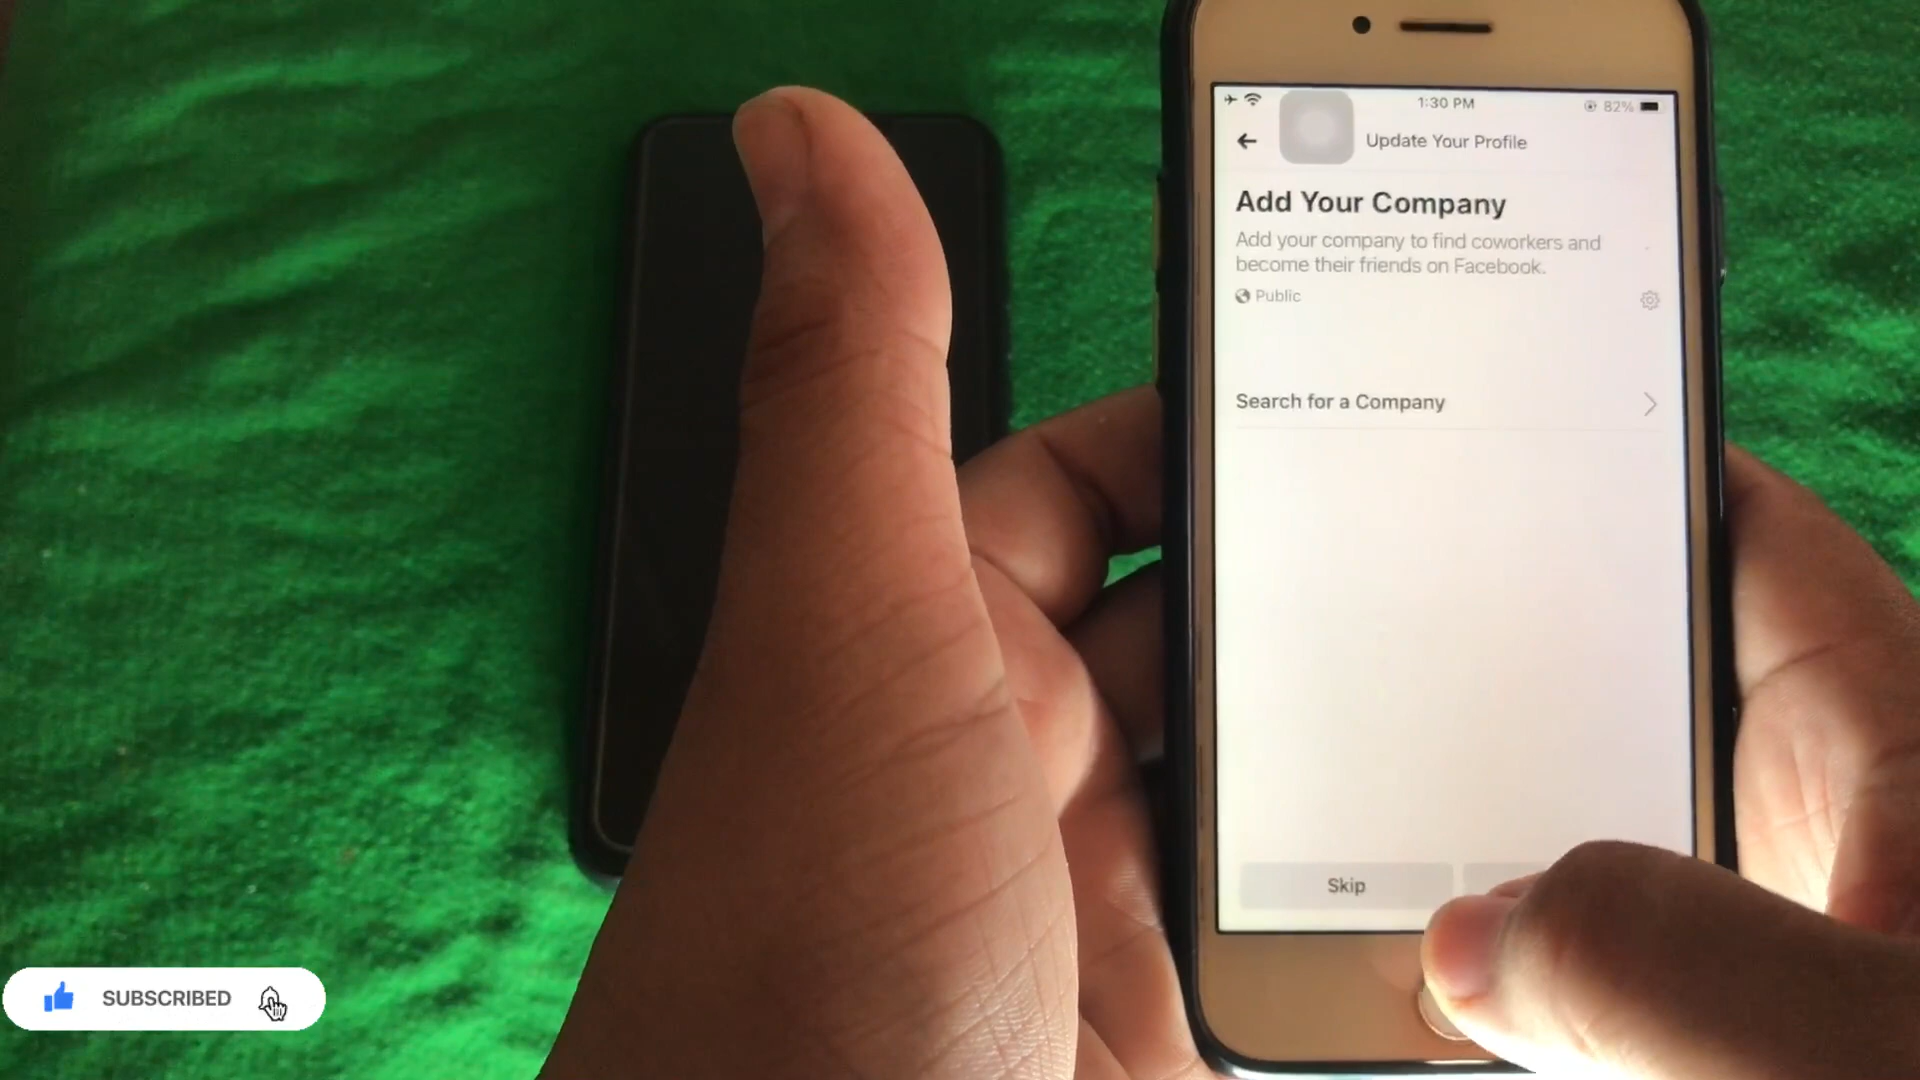 1:30 PM
82%
Update Your Profile
Add Your Company
Add your company to find coworkers and
become their friends on Facebook.
Public
Search for a Company
Skip
SUBSCRIBED